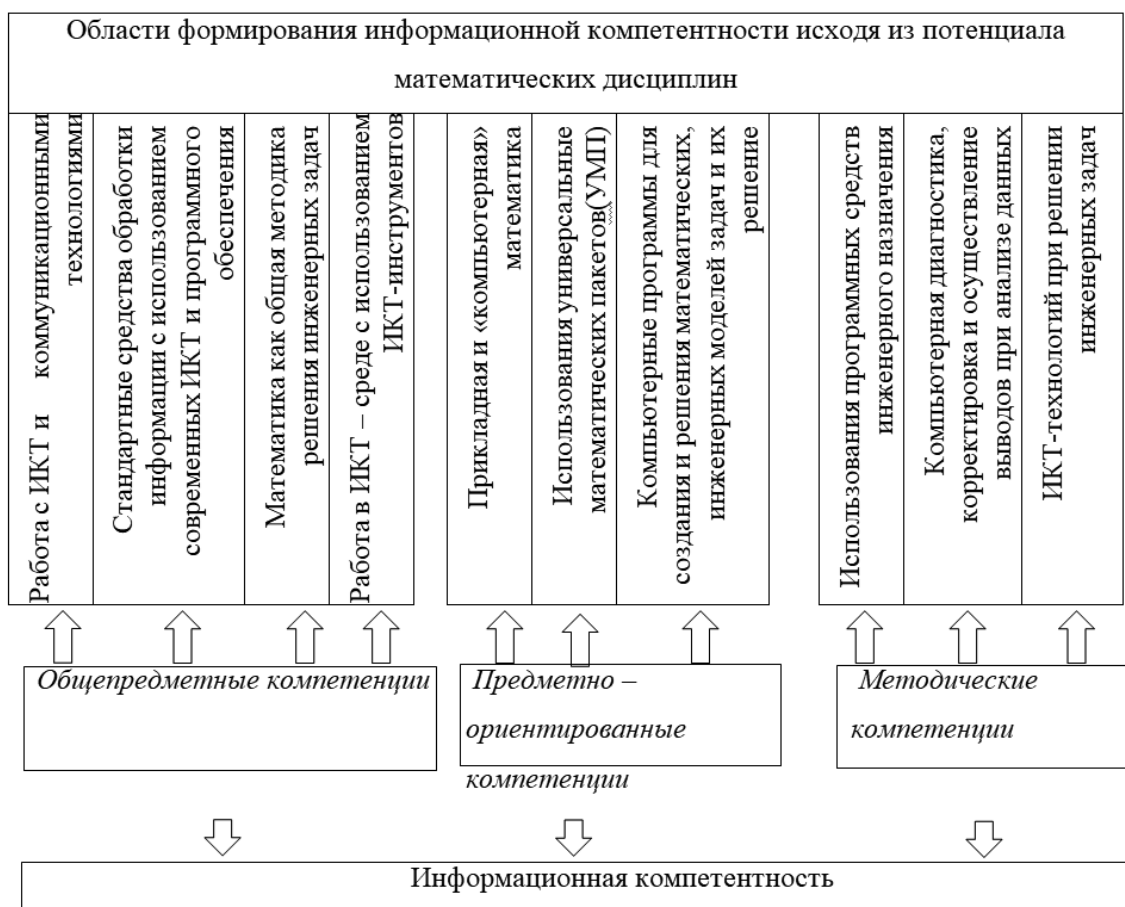 Области формирования информационной компетентности исходя из потенциала
математических дисциплин
Работа с ИКТ и коммуникационными
технологиями
Стандартные средства обработки
информации с использованием
современных ИКТ и программного
обеспечения
Математика как общая методика
решения инженерных задач
Работа в ИКТ – среде с использованием
ИКТ-инструментов
Прикладная и «компьютерная»
математика
Использования универсальные
математических пакетов(УМП)
Компьютерные программы для
создания и решения математических,
инженерных моделей задач и их
решение
Использования программных средств
инженерного назначения
Компьютерная диагностика,
корректировка и осуществление
выводов при анализе данных
ИКТ-технологий при решении
инженерных задач
Общепредметные компетенции
Предметно –
ориентированные
компетенции
Методические
компетенции
Информационная компетентность